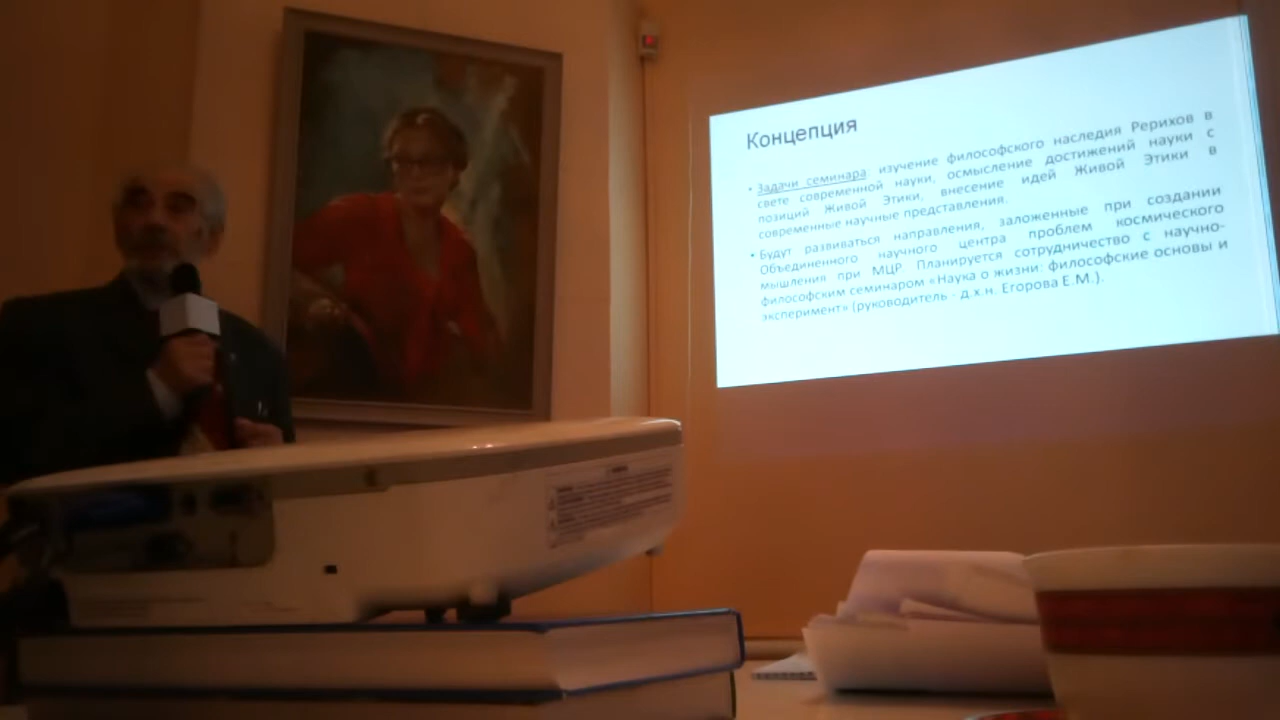 Концепция
• Задачи семинара изучение философского наследия Рерихов в
свете современной науки, осмысление достижений науки с
позиций Живой Этики, внесение идей Живой Этики в
современные научные представления.
• Будут развиваться направления, заложенные при создании
Объединенного научного центра проблем космического
мышления при МЦР. Планируется сотрудничество с научно-
философским семинаром «Наука о жизни: философские основы и
эксперимент» (руководитель - д.х.н. Егорова Е.М.).